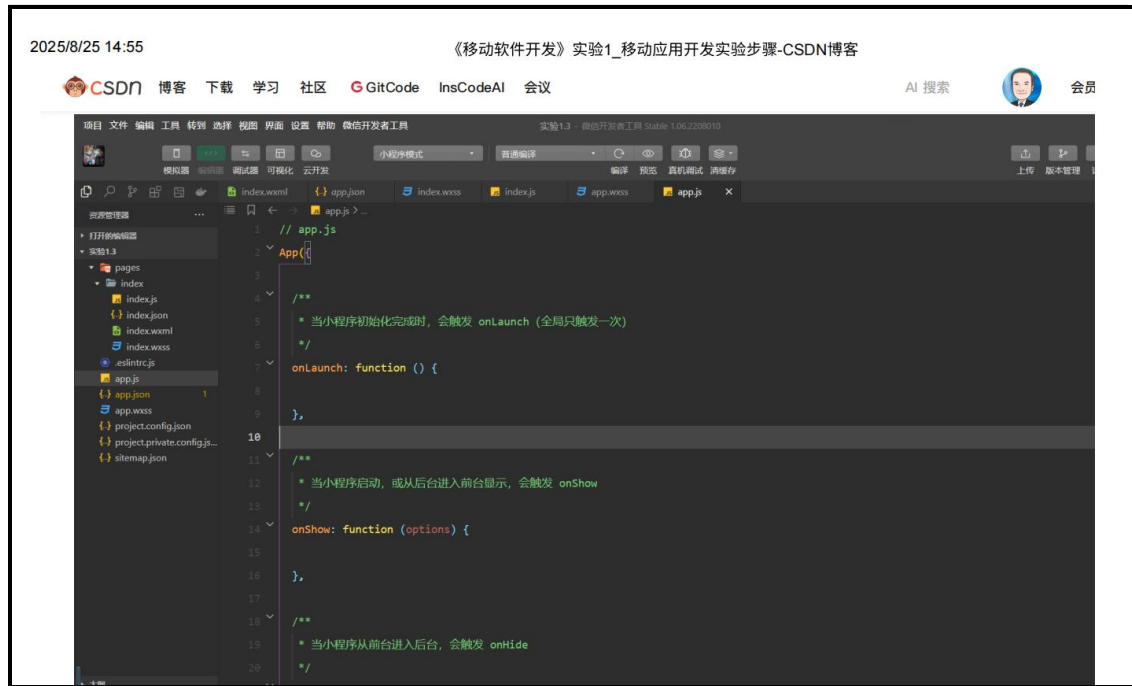 2025/8/25 14:55 《移动软件开发》实验1_移动应用开发实验步骤-CSDN博客
CSDN 博客 下载 学习 社区 GitCode InsCodeAI 会议 AI 搜索 会员
项目 文件 编辑 工具 转到 选择 视图 界面 设置 帮助 微信开发者工具 实验1.3 - 微信开发者工具 Stable 1.06.2208010
小程序模式 普通编译
模拟器 编辑器 调试器 可视化 云开发 编译 预览 真机调试 清缓存 上传 版本管理
index.wxml app.json index.wxss index.js app.wxss app.js
资源管理器 app.js > ...
打开的编辑器
实验1.3
pages
index
index.js
index.json
index.wxml
index.wxss
.eslintrc.js
app.js
app.json 1
app.wxss
project.config.json
project.private.config.js...
sitemap.json
1 // app.js
2 App({
3
4 /**
5 * 当小程序初始化完成时，会触发 onLaunch（全局只触发一次）
6 */
7 onLaunch: function () {
8
9 },
10
11 /**
12 * 当小程序启动，或从后台进入前台显示，会触发 onShow
13 */
14 onShow: function (options) {
15
16 },
17
18 /**
19 * 当小程序从前台进入后台，会触发 onHide
20 */